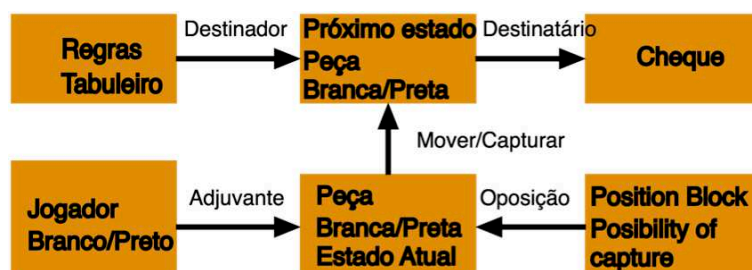 Regras
Tabuleiro
Destinador
Próximo estado
Peça
Branca/Preta
Destinatário
Cheque
Mover/Capturar
Jogador
Branco/Preto
Adjuvante
Peça
Branca/Preta
Estado Atual
Oposição
Position Block
Posibility of
capture